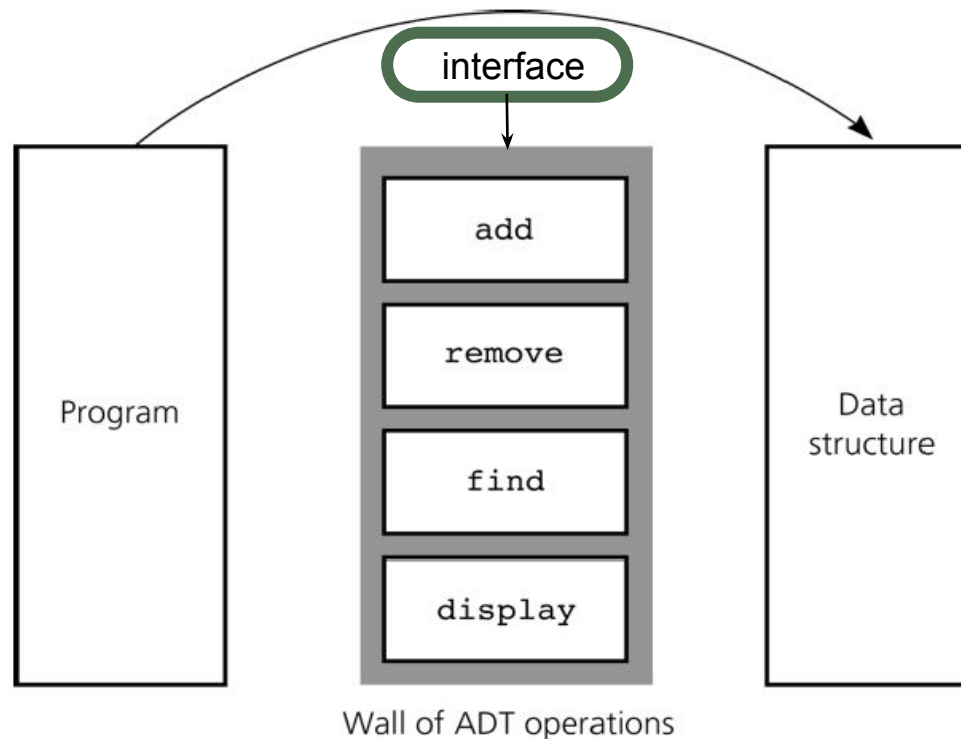 interface
add
remove
find
display
Program
Data
structure
Wall of ADT operations